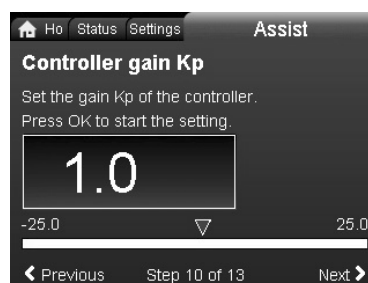 Ho Status Settings Assist
Controller gain Kp
Set the gain Kp of the controller.
Press OK to start the setting.
1.0
-25.0 25.0
Previous Step 10 of 13 Next